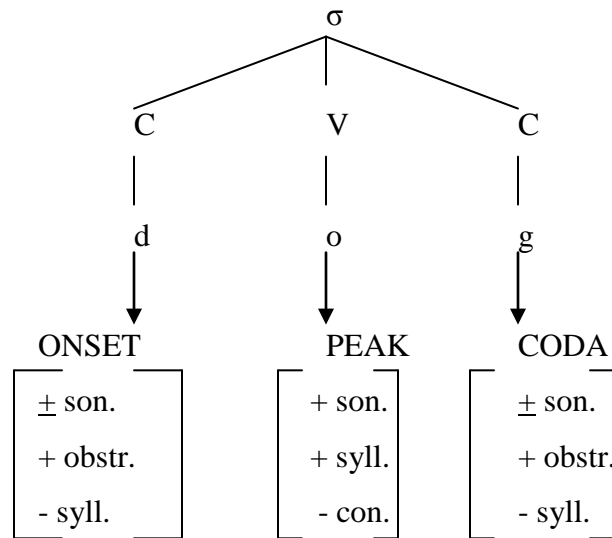 σ
C V C
d o g
ONSET PEAK CODA
± son. + son. ± son.
+ obstr. + syll. + obstr.
- syll. - con. - syll.